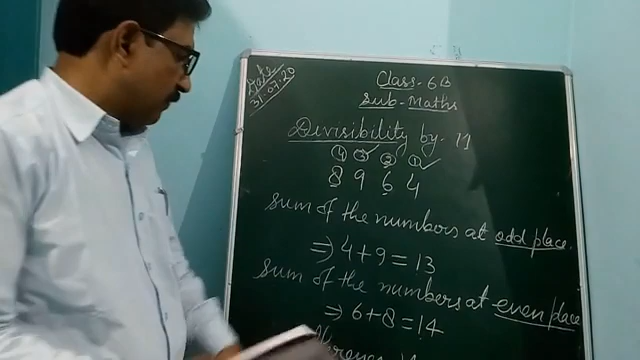 Date
31-07-20
Class-6B
Sub-Maths
Divisibility by-11
④ ③ ② ①
8 9 6 4
Sum of the numbers at odd place.
⇒ 4+9=13
Sum of the numbers at even place
⇒ 6+8=14